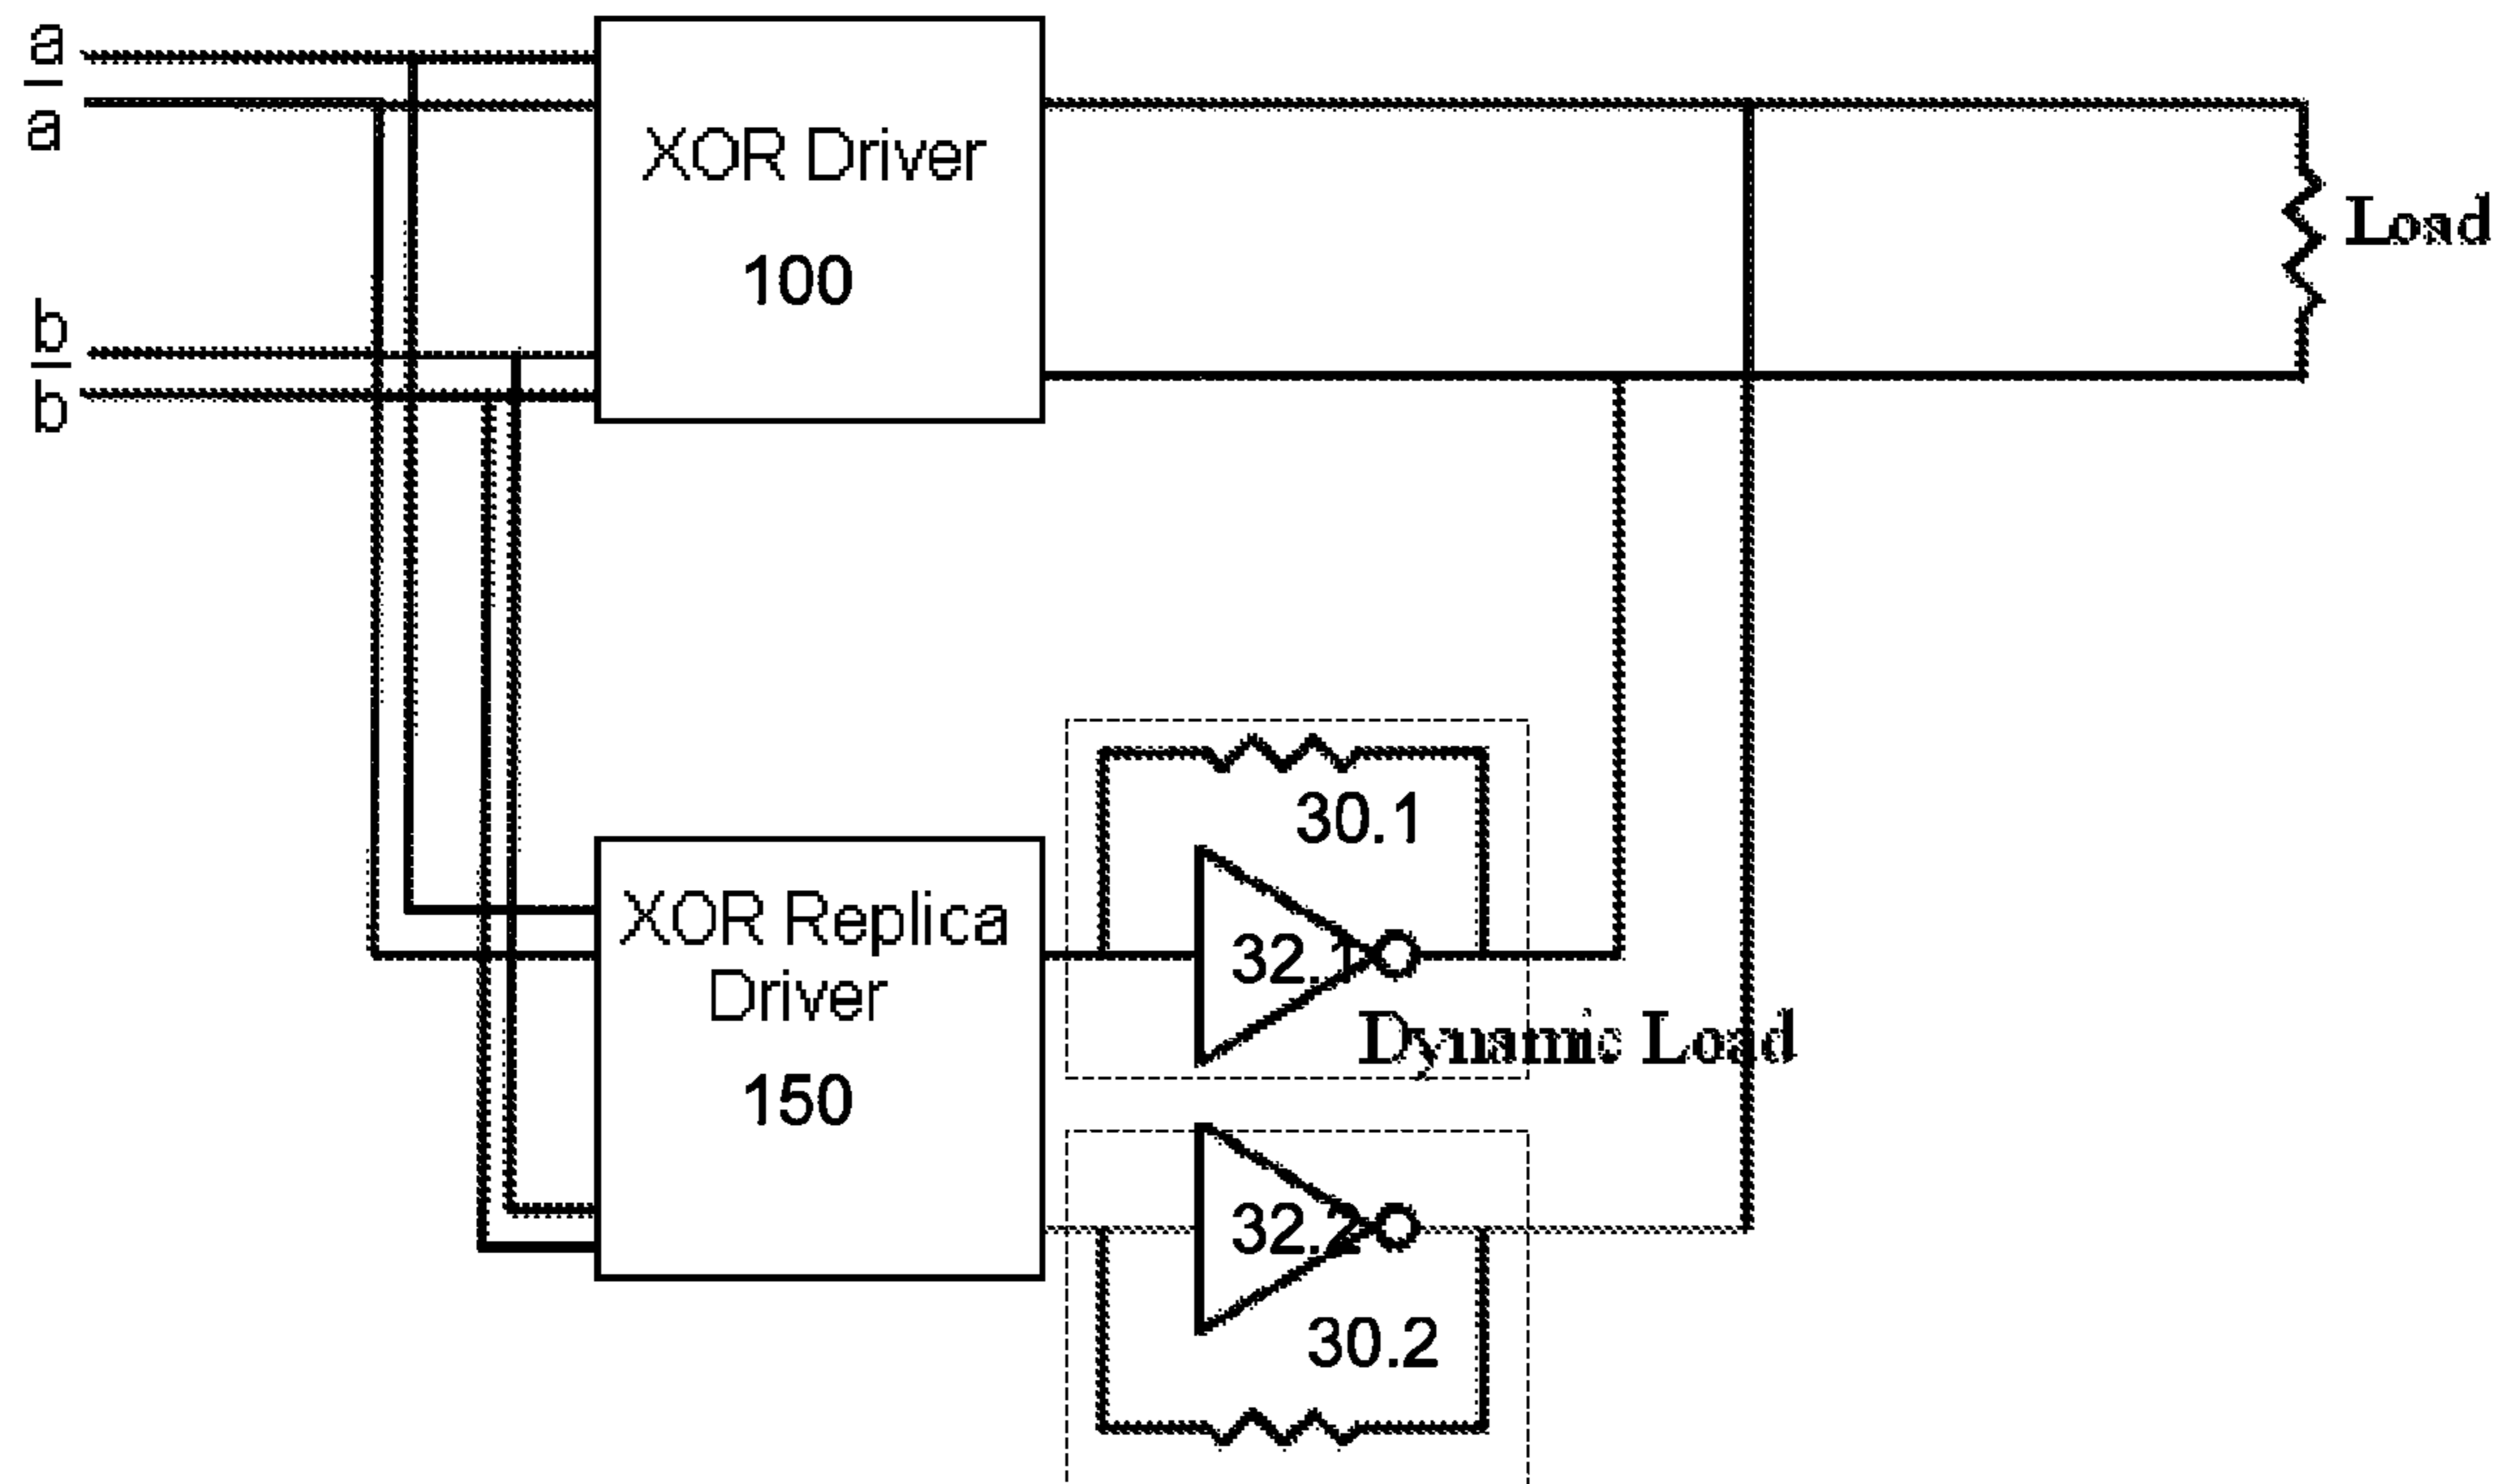 a
a̅
b
b̅
XOR Driver
100
Load
30.1
32.1
XOR Replica
Driver
150
Dynamic Load
32.2
30.2